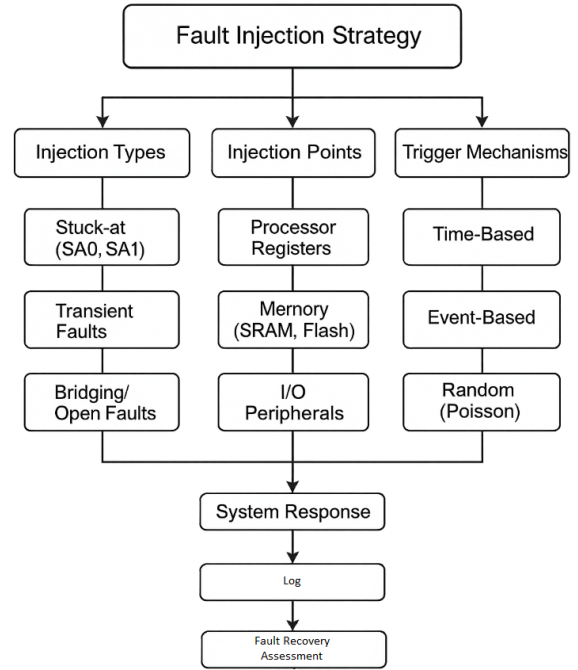 Fault Injection Strategy
Injection Types
Injection Points
Trigger Mechanisms
Stuck-at
(SA0, SA1)
Processor
Registers
Time-Based
Transient
Faults
Mernory
(SRAM, Flash)
Event-Based
Bridging/
Open Faults
I/O
Peripherals
Random
(Poisson)
System Response
Log
Fault Recovery
Assessment